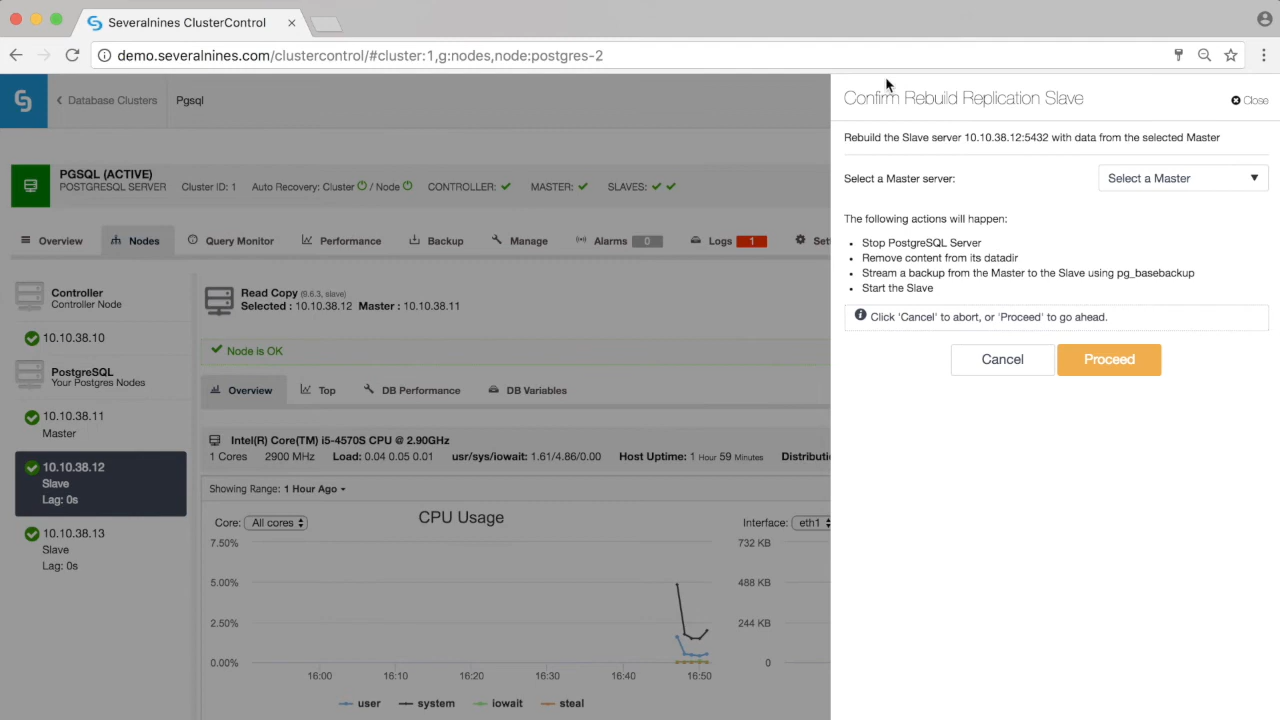 Severalnines ClusterControl
demo.severalnines.com/clustercontrol/#cluster:1,g:nodes,node:postgres-2
Database Clusters Pgsql
PGSQL (ACTIVE)
POSTGRESQL SERVER Cluster ID: 1 Auto Recovery: Cluster / Node CONTROLLER: MASTER: SLAVES:
Overview Nodes Query Monitor Performance Backup Manage Alarms 0 Logs 1 Set
Controller
Controller Node
10.10.38.10
PostgreSQL
Your Postgres Nodes
10.10.38.11
Master
10.10.38.12
Slave
Lag: 0s
10.10.38.13
Slave
Lag: 0s
Read Copy (9.6.3, slave)
Selected : 10.10.38.12 Master : 10.10.38.11
Node is OK
Overview Top DB Performance DB Variables
Intel(R) Core(TM) i5-4570S CPU @ 2.90GHz
1 Cores 2900 MHz Load: 0.04 0.05 0.01 usr/sys/iowait: 1.61/4.86/0.00 Host Uptime: 1 Hour 59 Minutes Distributi
Showing Range: 1 Hour Ago
Core: All cores CPU Usage Interface: eth1
7.50% 732 KB
5.00% 488 KB
2.50% 244 KB
0.00% 0
16:00 16:10 16:20 16:30 16:40 16:50
user system iowait steal
Confirm Rebuild Replication Slave Close
Rebuild the Slave server 10.10.38.12:5432 with data from the selected Master
Select a Master server: Select a Master
The following actions will happen:
Stop PostgreSQL Server
Remove content from its datadir
Stream a backup from the Master to the Slave using pg_basebackup
Start the Slave
Click 'Cancel' to abort, or 'Proceed' to go ahead.
Cancel Proceed